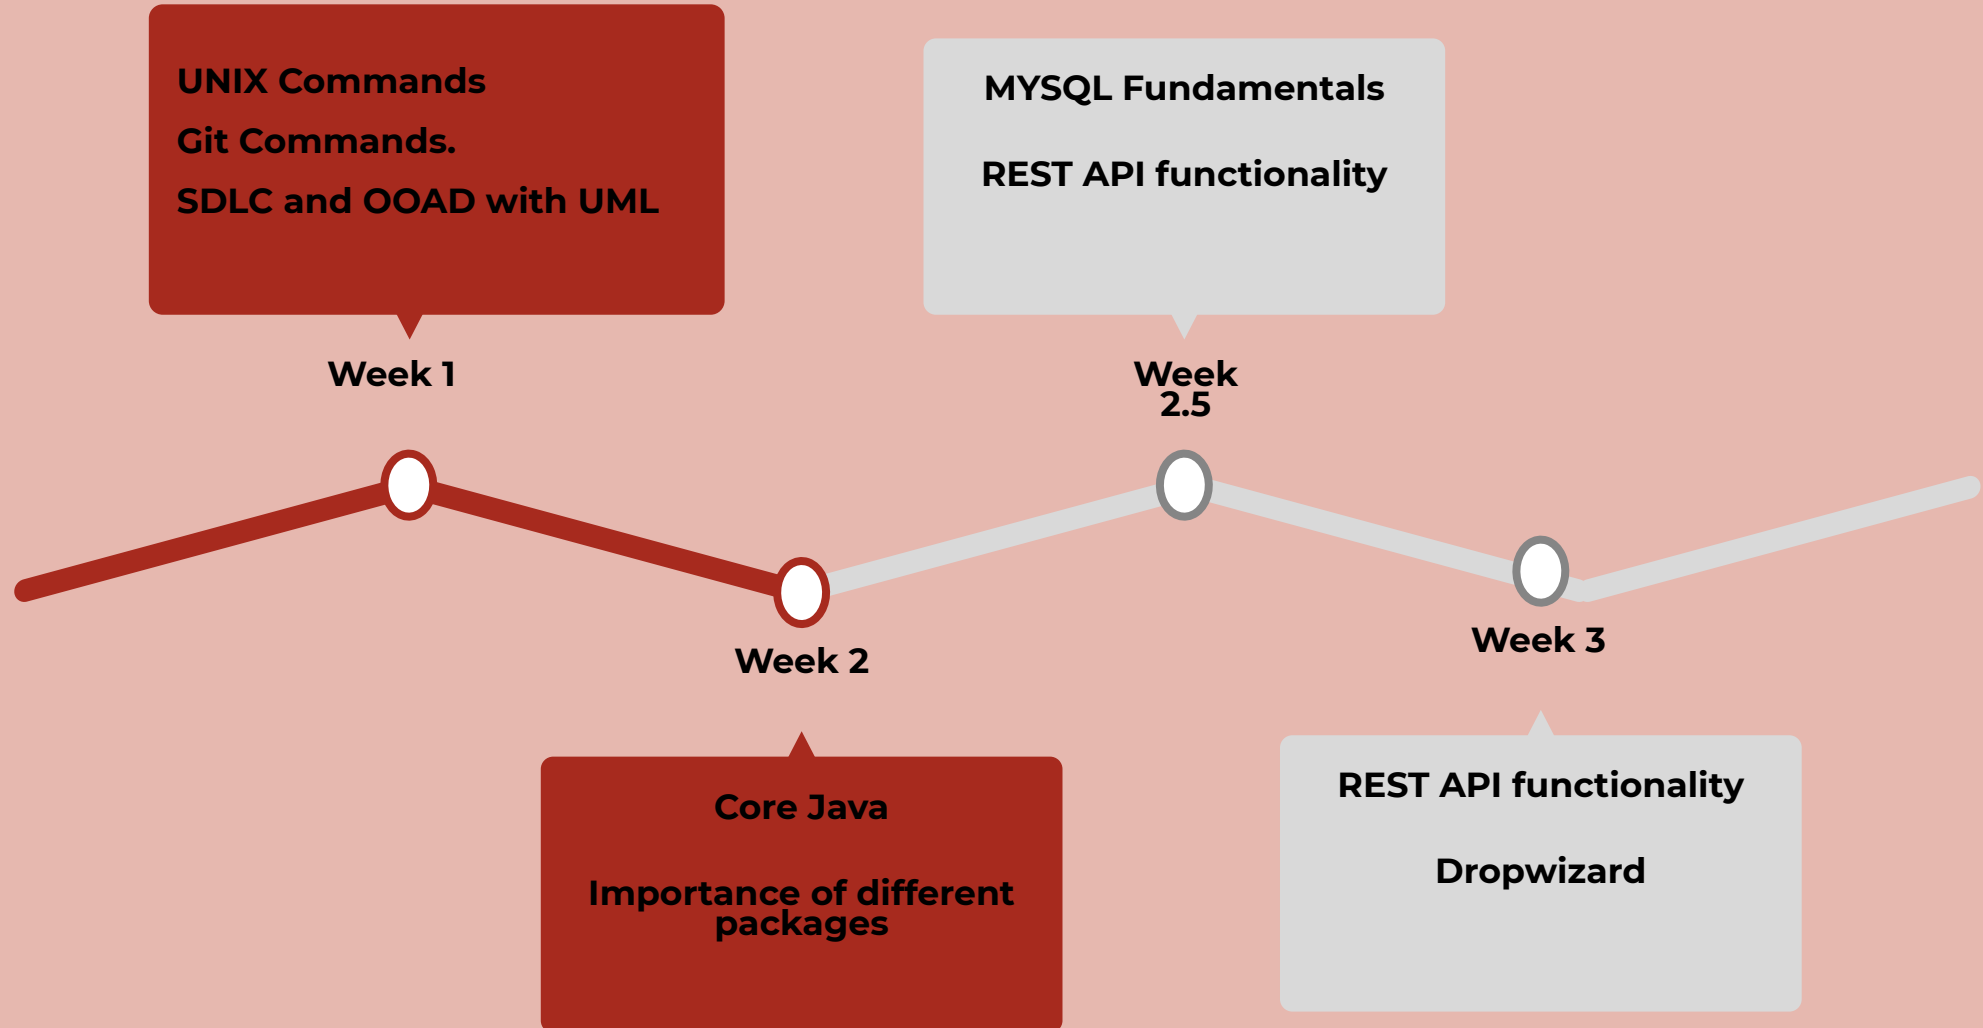 UNIX Commands
Git Commands.
SDLC and OOAD with UML
Week 1
MYSQL Fundamentals
REST API functionality
Week
2.5
Week 2
Core Java
Importance of different
packages
Week 3
REST API functionality
Dropwizard